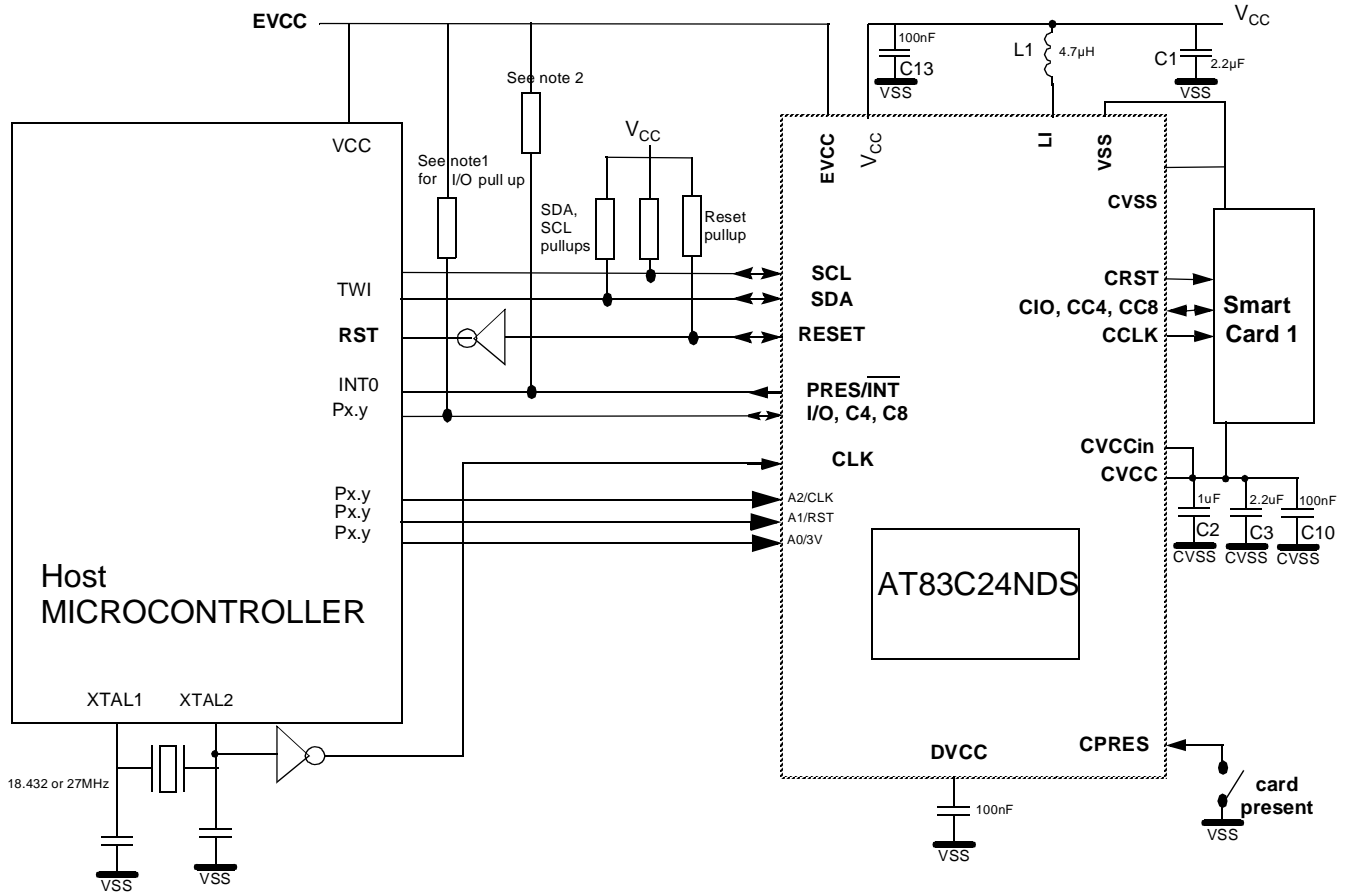 EVCC
VCC
100nF
C13
VSS
L1
4.7µH
C1
2.2µF
VSS
See note 2
VCC
See note1
for I/O pull up
VCC
SDA,
SCL
pullups
Reset
pullup
EVCC
VCC
LI
VSS
CVSS
TWI
RST
INT0
Px.y
Px.y
Px.y
Px.y
SCL
SDA
RESET
PRES/INT
I/O, C4, C8
CLK
A2/CLK
A1/RST
A0/3V
CRST
CIO, CC4, CC8
CCLK
Smart
Card 1
CVCCin
CVCC
1uF
C2
CVSS
2.2uF
C3
CVSS
100nF
C10
CVSS
Host
MICROCONTROLLER
AT83C24NDS
XTAL1
XTAL2
18.432 or 27MHz
VSS
VSS
DVCC
100nF
VSS
CPRES
card
present
VSS